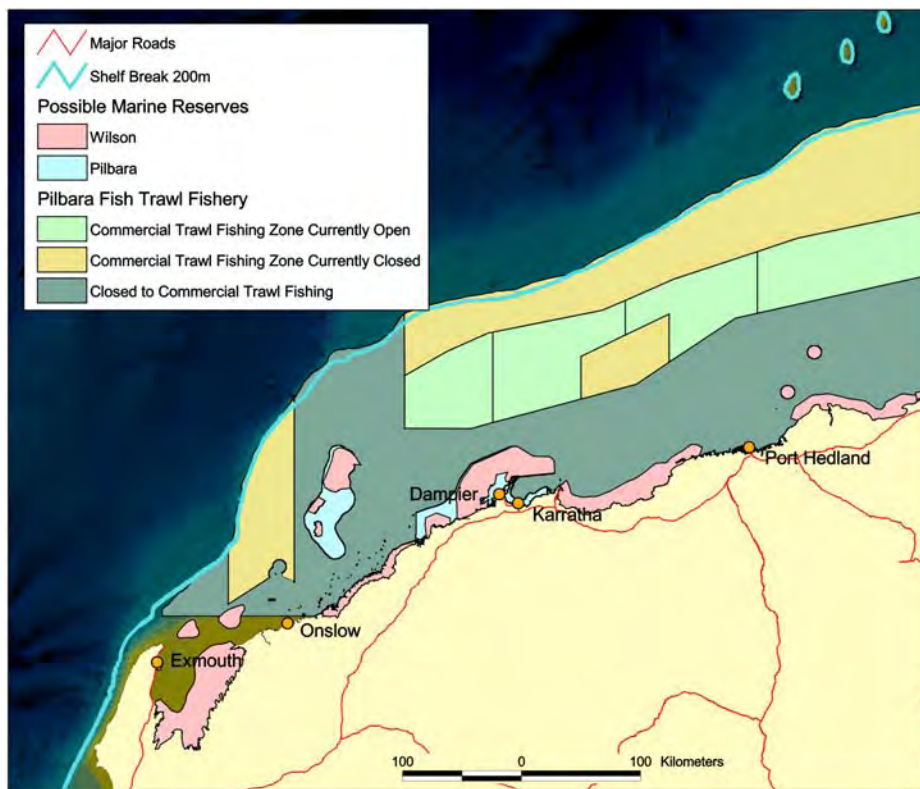 Major Roads
Shelf Break 200m
Possible Marine Reserves
Wilson
Pilbara
Pilbara Fish Trawl Fishery
Commercial Trawl Fishing Zone Currently Open
Commercial Trawl Fishing Zone Currently Closed
Closed to Commercial Trawl Fishing
Port Hedland
Dampier
Karratha
Onslow
Exmouth
100 0 100 Kilometers